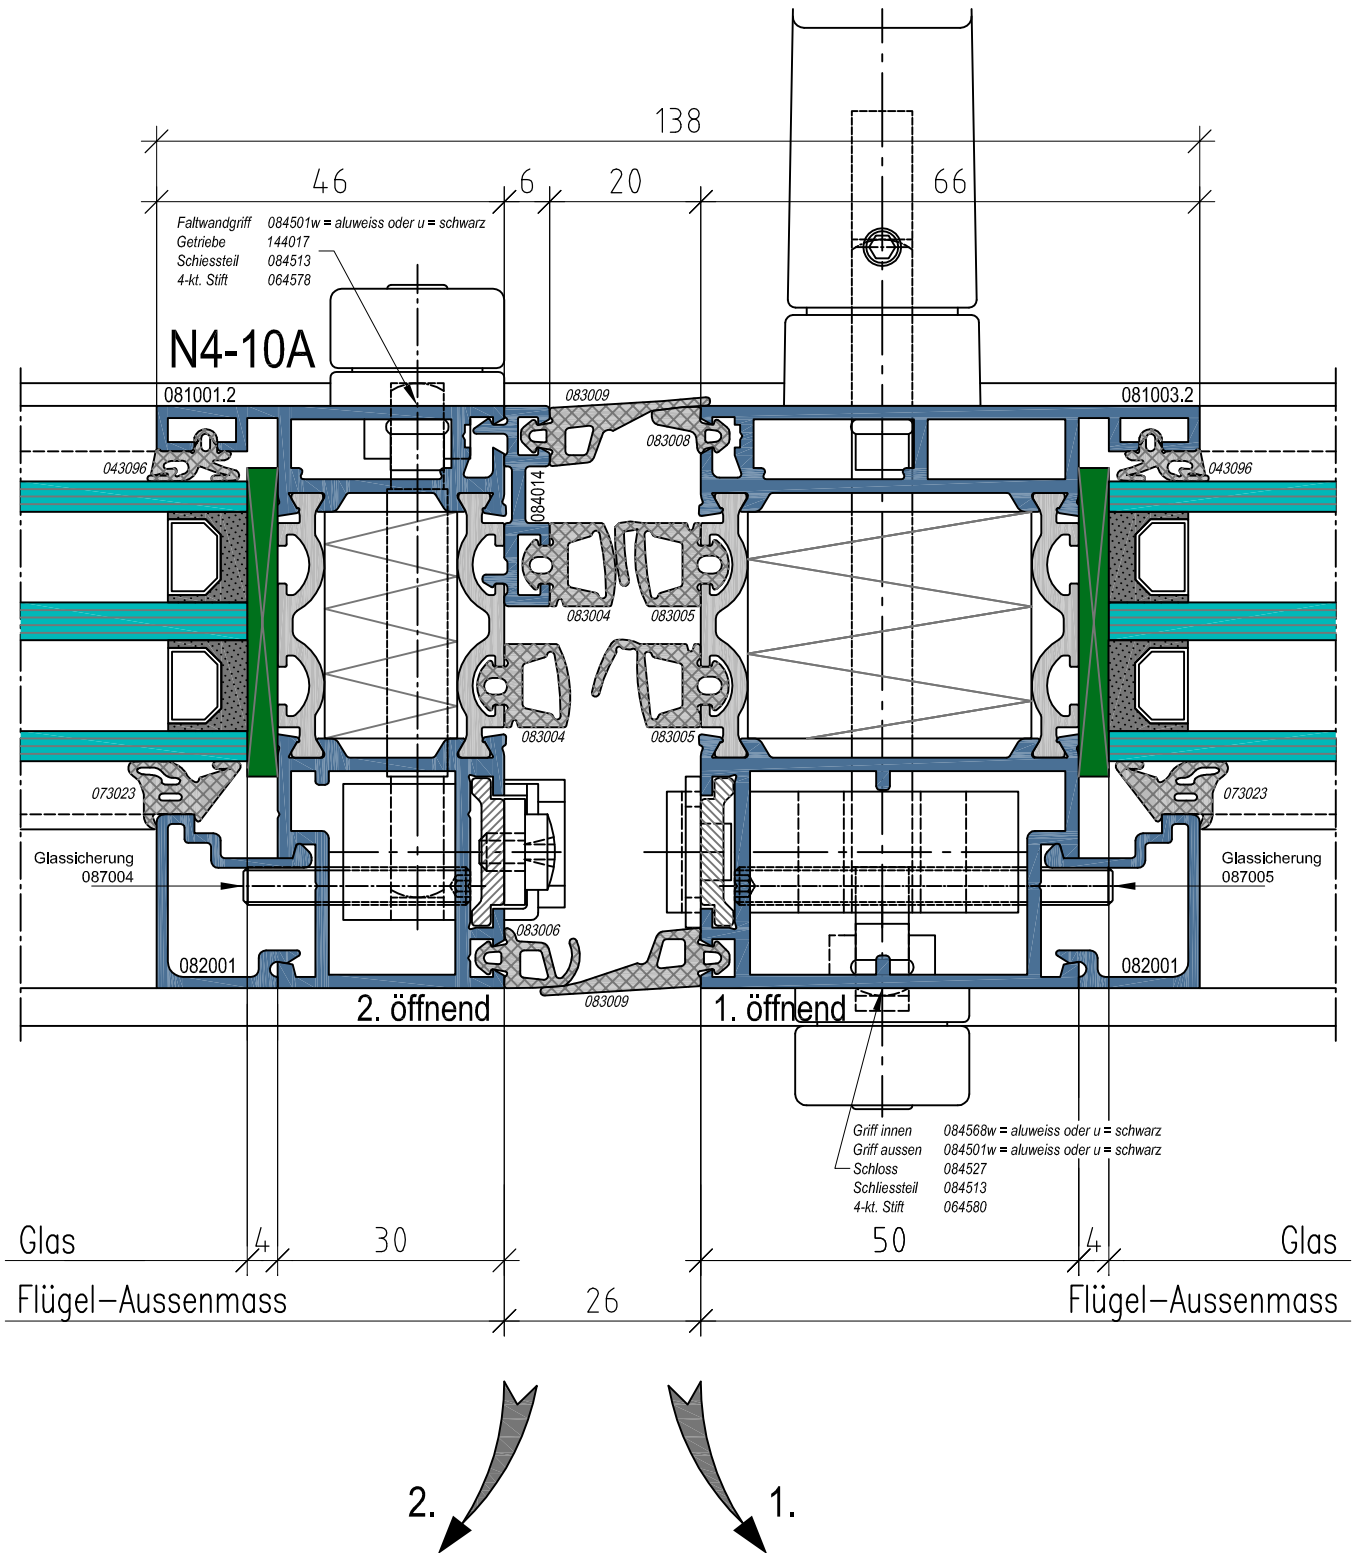 138
46 6 20 66
Faltwandgriff 084501w = aluweiss oder u = schwarz
Getriebe 144017
Schiessteil 084513
4-kt. Stift 064578
N4-10A
081001.2 083009 081003.2
083008
043096 043096
084014
083004 083005
083004 083005
073023 073023
Glassicherung Glassicherung
087004 087005
083006
082001 082001
083009
2. öffnend 1. öffnend
Griff innen 084568w = aluweiss oder u = schwarz
Griff aussen 084501w = aluweiss oder u = schwarz
Schloss 084527
Schliessteil 084513
4-kt. Stift 064580
Glas 4 30 50 4 Glas
Flügel-Aussenmass 26 Flügel-Aussenmass
2. 1.